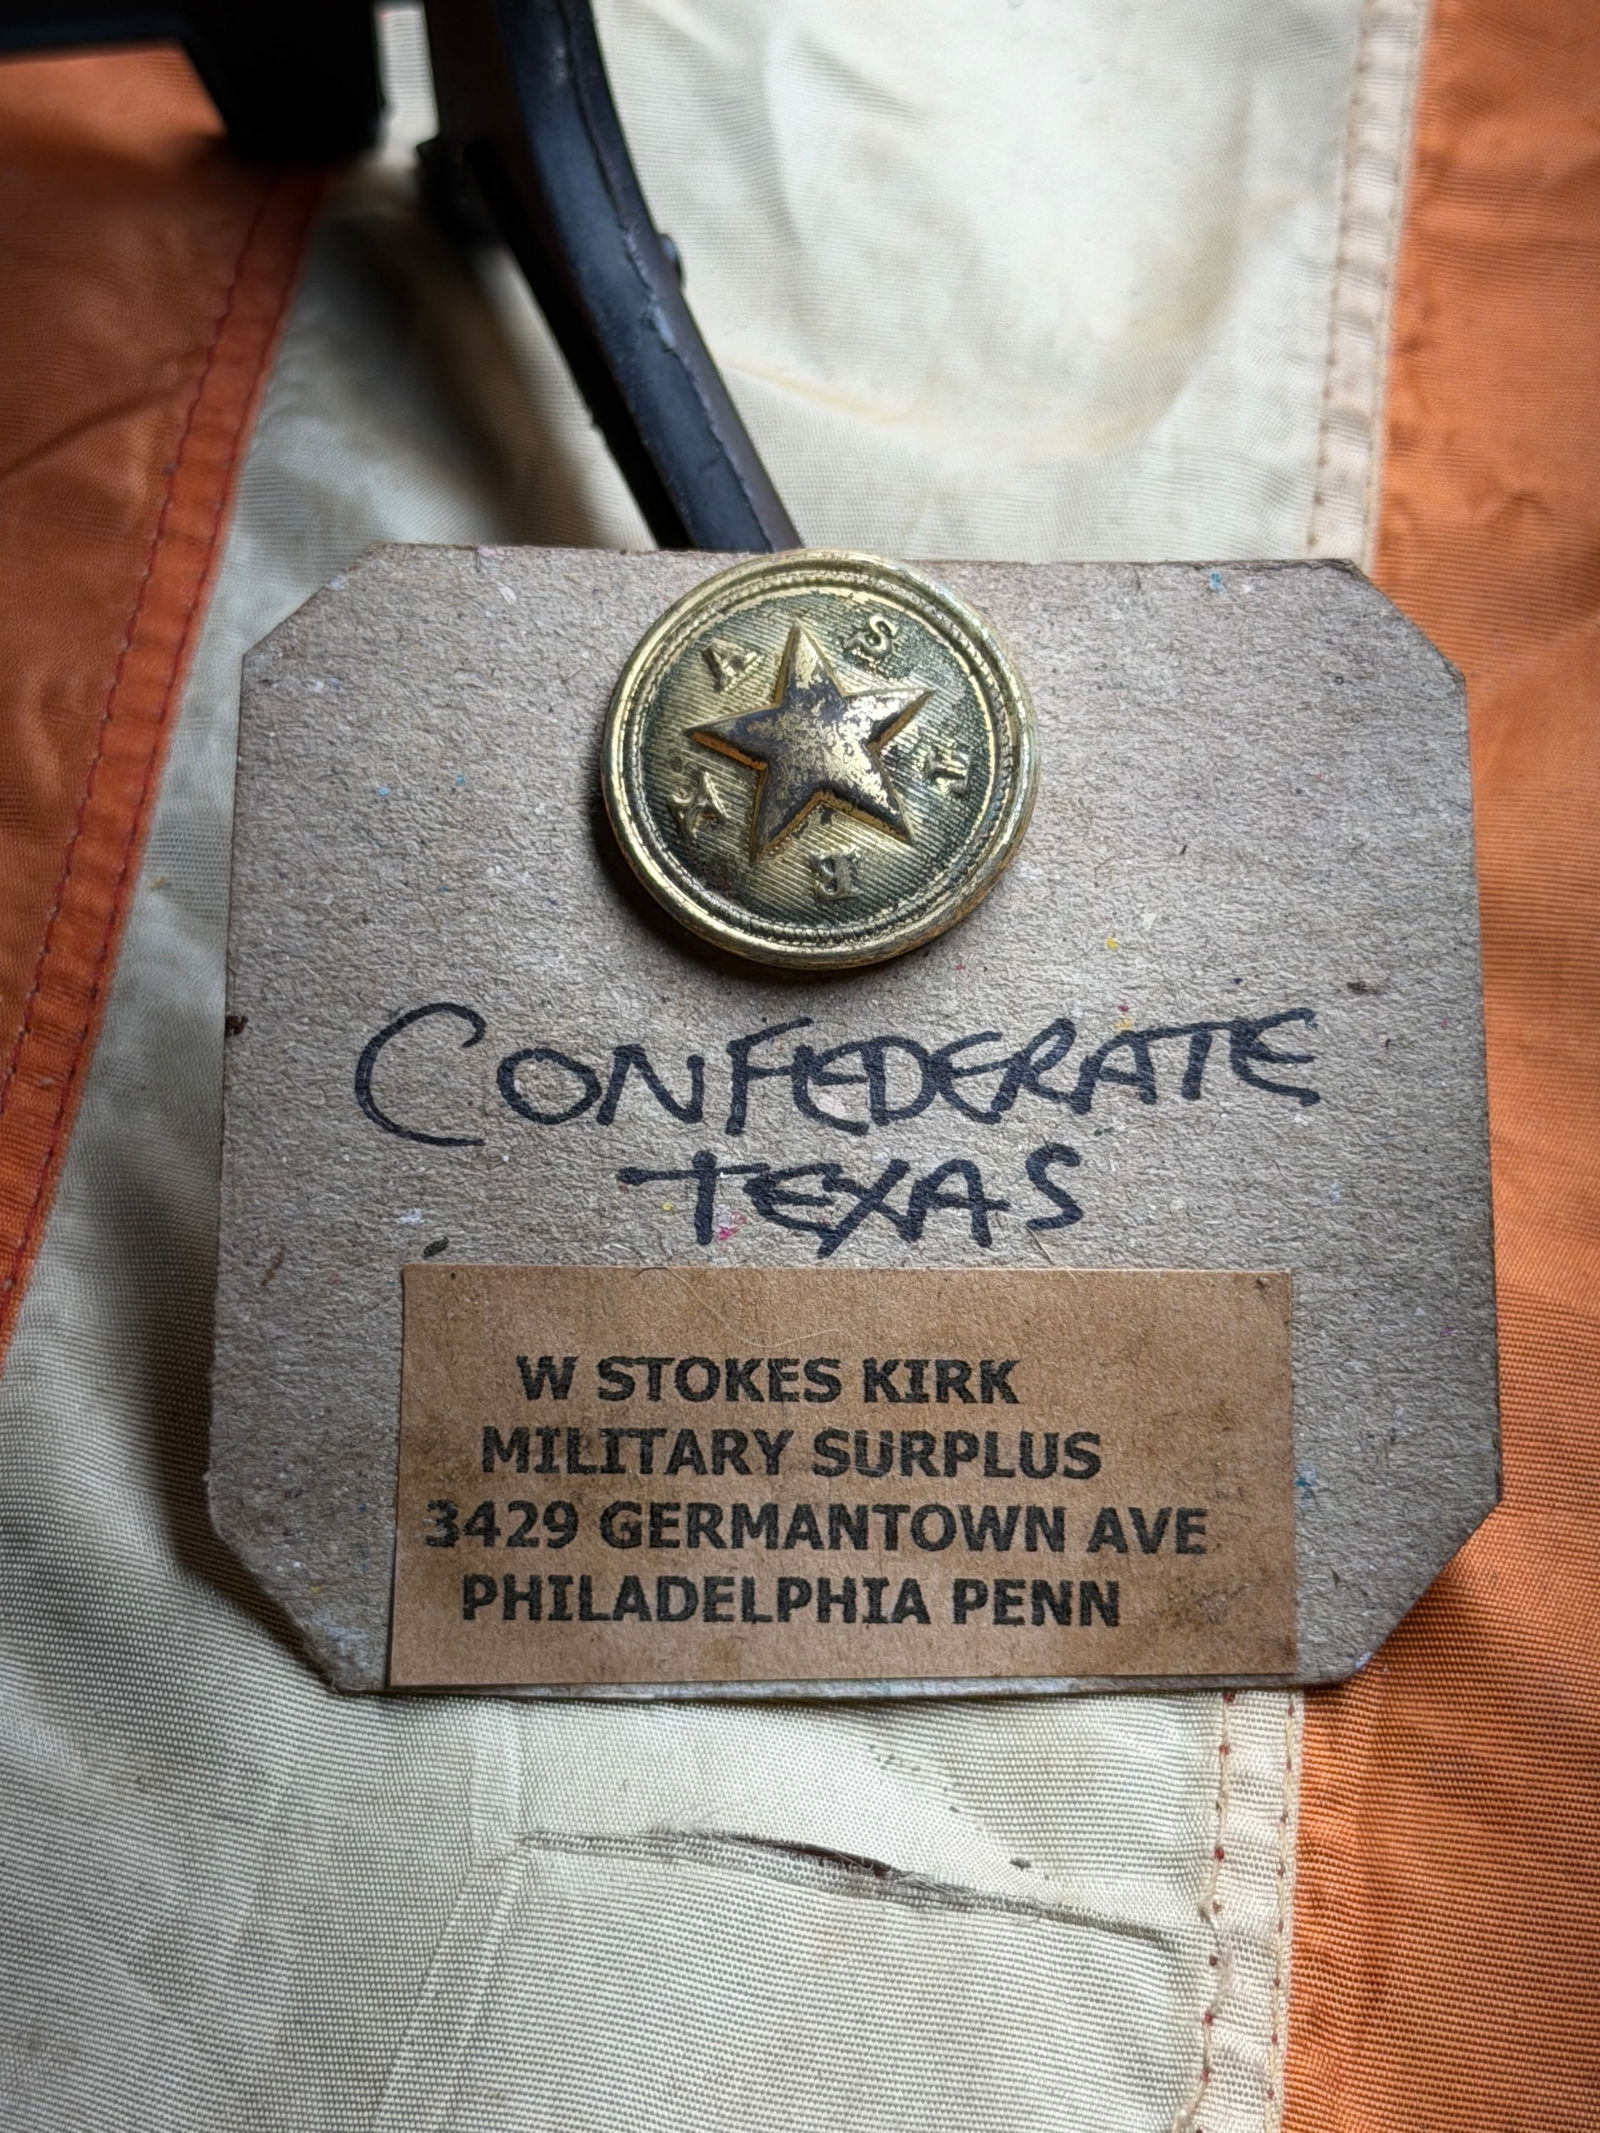 TEXAS
CONFEDERATE
TEXAS
W STOKES KIRK
MILITARY SURPLUS
3429 GERMANTOWN AVE
PHILADELPHIA PENN